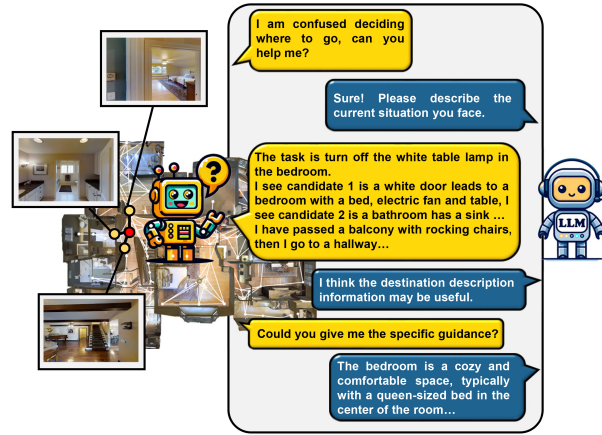 I am confused deciding
where to go, can you
help me?
Sure! Please describe the
current situation you face.
The task is turn off the white table lamp in
the bedroom.
I see candidate 1 is a white door leads to a
bedroom with a bed, electric fan and table, I
see candidate 2 is a bathroom has a sink ...
I have passed a balcony with rocking chairs,
then I go to a hallway...
?
LLM
I think the destination description
information may be useful.
Could you give me the specific guidance?
The bedroom is a cozy and
comfortable space, typically
with a queen-sized bed in the
center of the room...